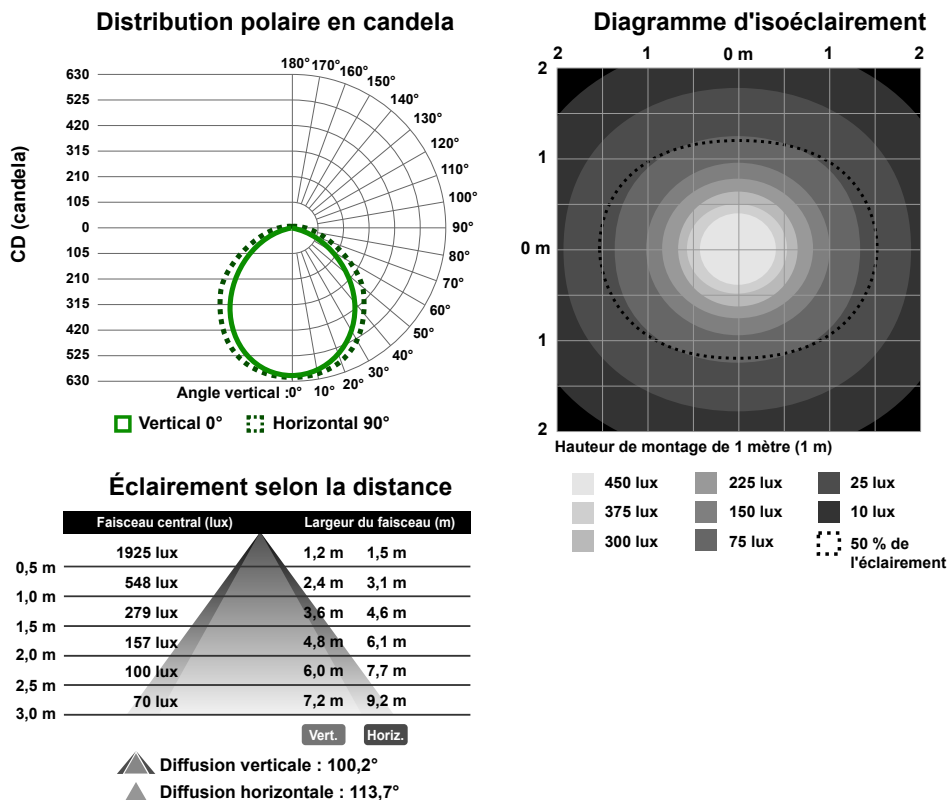 Distribution polaire en candela
180° 170° 160° 150° 140° 130° 120° 110° 100° 90° 80° 70° 60° 50° 40° 30° 20° 10° 0°
630
525
420
315
210
105
0
105
210
315
420
525
630
CD (candela)
Angle vertical :
Vertical 0° Horizontal 90°
Diagramme d'isoéclairement
2 1 0 m 1 2
2
1
0 m
1
2
Hauteur de montage de 1 mètre (1 m)
450 lux 225 lux 25 lux
375 lux 150 lux 10 lux
300 lux 75 lux 50 % de
l'éclairement
Éclairement selon la distance
Faisceau central (lux) Largeur du faisceau (m)
1925 lux 1,2 m 1,5 m
0,5 m
548 lux 2,4 m 3,1 m
1,0 m
279 lux 3,6 m 4,6 m
1,5 m
157 lux 4,8 m 6,1 m
2,0 m
100 lux 6,0 m 7,7 m
2,5 m
70 lux 7,2 m 9,2 m
3,0 m
Vert. Horiz.
Diffusion verticale : 100,2°
Diffusion horizontale : 113,7°